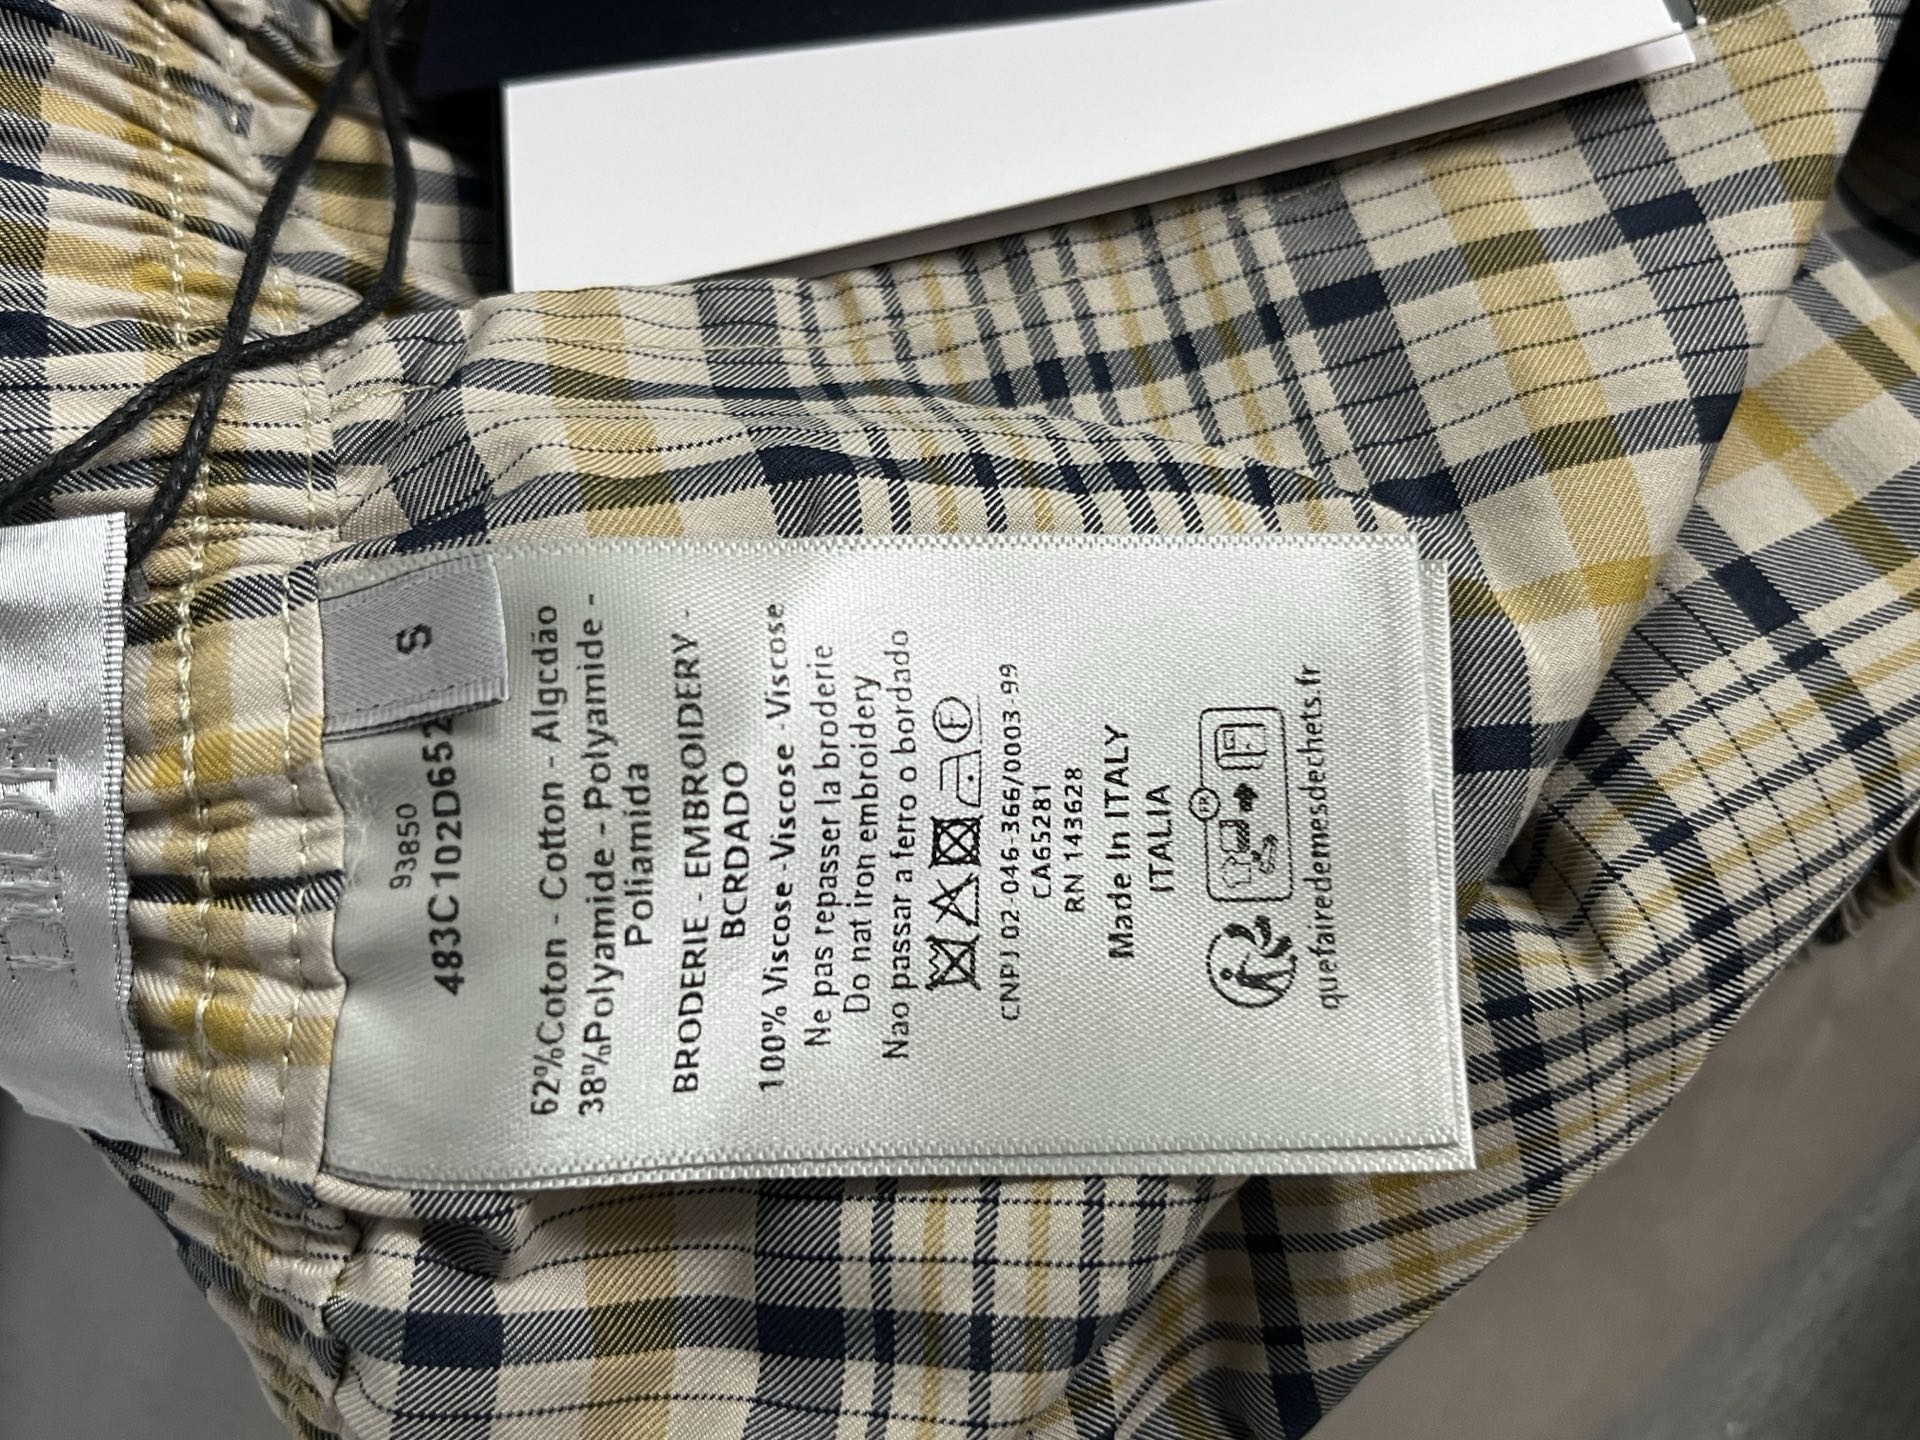 S
93850
483C102D652
62%Coton - Cotton - Algcdão
38%Polyamide - Polyamide -
Poliamida
BRODERIE - EMBROIDERY -
BCRDADO
100% Viscose -Viscose -Viscose
Ne pas repasser la broderie
Do nat iron embroidery
Nao passar a ferro o bordado
F
CNPJ 02-046-366/0003-99
CA65281
RN 143628
Made In ITALY
ITALIA
FR
quefairedemesdechets.fr